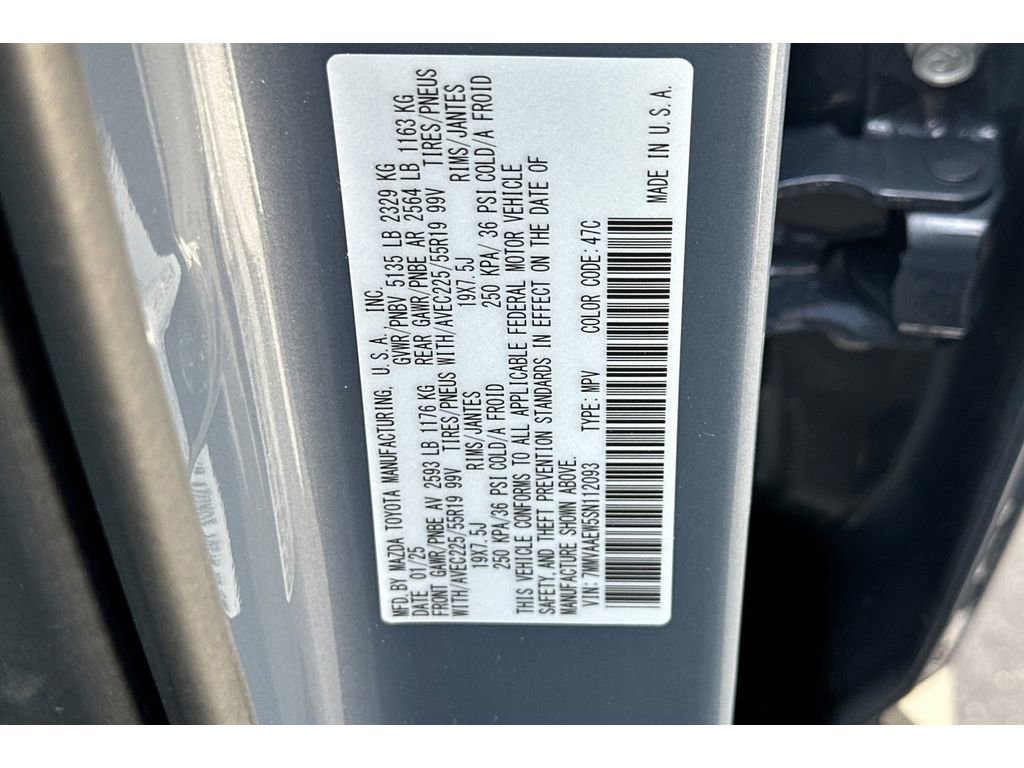 MFD. BY MAZDA TOYOTA MANUFACTURING, U.S.A. INC.
DATE 01/25 GVWR/PNBV 5135 LB 2329 KG
FRONT GAWR/PNBE AV 2593 LB 1176 KG REAR GAWR/PNBE AR 2564 LB 1163 KG
WITH/AVEC225/55R19 99V TIRES/PNEUS WITH/AVEC225/55R19 99V TIRES/PNEUS
19X7.5J RIMS/JANTES 19X7.5J RIMS/JANTES
250 KPA/36 PSI COLD/A FROID 250 KPA/ 36 PSI COLD/A FROID
THIS VEHICLE CONFORMS TO ALL APPLICABLE FEDERAL MOTOR VEHICLE
SAFETY,AND THEFT PREVENTION STANDARDS IN EFFECT ON THE DATE OF
MANUFACTURE SHOWN ABOVE.
VIN: 7MMVAAEW5SN112093 TYPE: MPV COLOR CODE: 47C
MADE IN U.S.A.